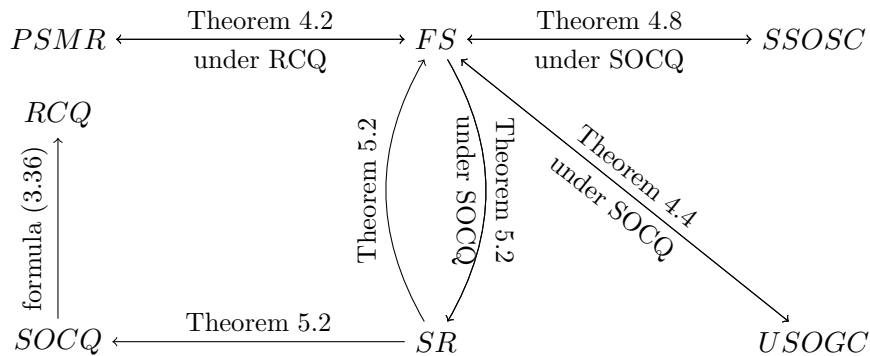 PSMR
Theorem 4.2
under RCQ
FS
Theorem 4.8
under SOCQ
SSOSC
RCQ
formula (3.36)
Theorem 5.2
under SOCQ
Theorem 5.2
Theorem 4.4
under SOCQ
SOCQ
Theorem 5.2
SR
USOGC